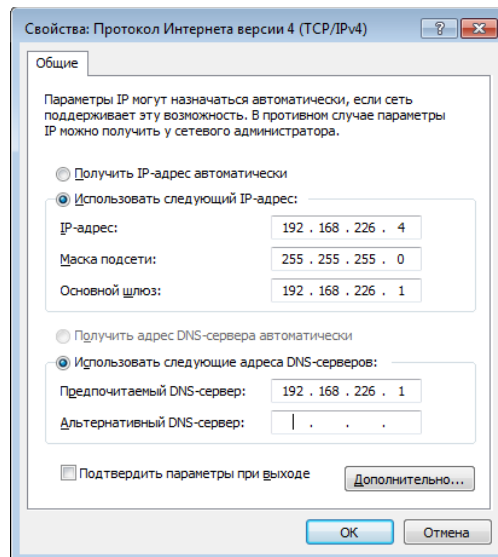 Свойства: Протокол Интернета версии 4 (TCP/IPv4)
Общие
Параметры IP могут назначаться автоматически, если сеть
поддерживает эту возможность. В противном случае параметры
IP можно получить у сетевого администратора.
Получить IP-адрес автоматически
Использовать следующий IP-адрес:
IP-адрес: 192 . 168 . 226 . 4
Маска подсети: 255 . 255 . 255 . 0
Основной шлюз: 192 . 168 . 226 . 1
Получить адрес DNS-сервера автоматически
Использовать следующие адреса DNS-серверов:
Предпочитаемый DNS-сервер: 192 . 168 . 226 . 1
Альтернативный DNS-сервер: . . .
Подтвердить параметры при выходе
Дополнительно...
ОК Отмена